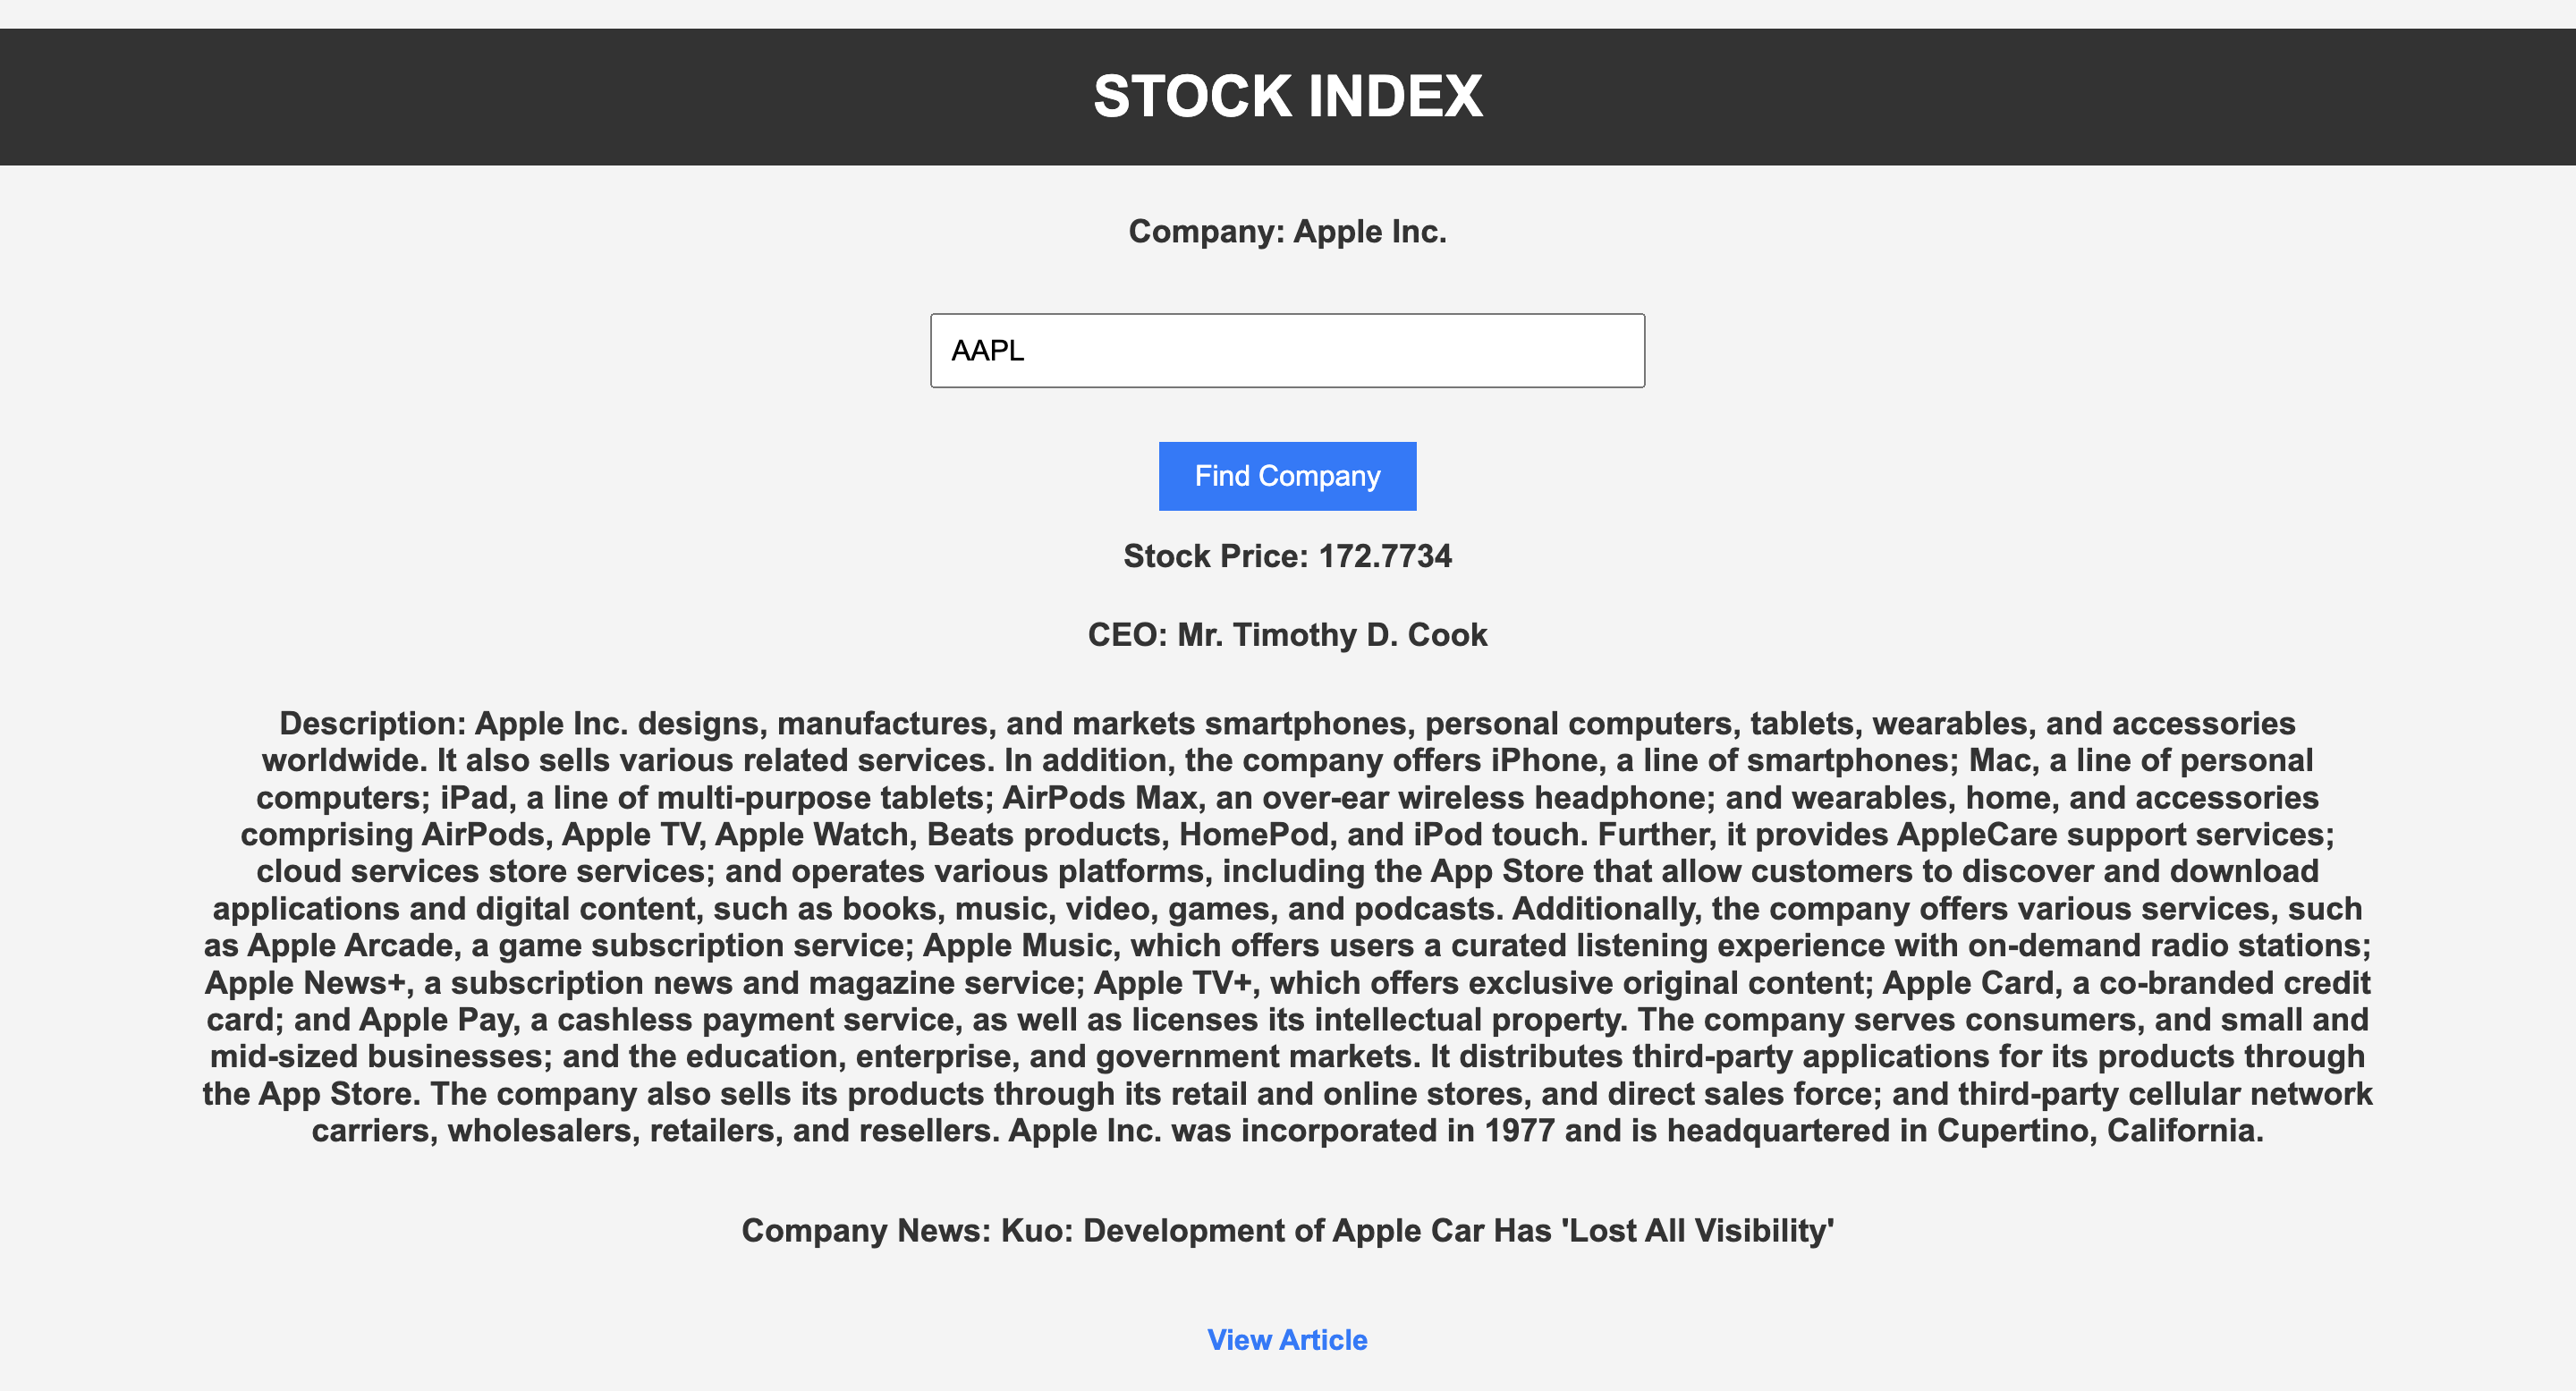 STOCK INDEX
Company: Apple Inc.
AAPL
Find Company
Stock Price: 172.7734
CEO: Mr. Timothy D. Cook
Description: Apple Inc. designs, manufactures, and markets smartphones, personal computers, tablets, wearables, and accessories
worldwide. It also sells various related services. In addition, the company offers iPhone, a line of smartphones; Mac, a line of personal
computers; iPad, a line of multi-purpose tablets; AirPods Max, an over-ear wireless headphone; and wearables, home, and accessories
comprising AirPods, Apple TV, Apple Watch, Beats products, HomePod, and iPod touch. Further, it provides AppleCare support services;
cloud services store services; and operates various platforms, including the App Store that allow customers to discover and download
applications and digital content, such as books, music, video, games, and podcasts. Additionally, the company offers various services, such
as Apple Arcade, a game subscription service; Apple Music, which offers users a curated listening experience with on-demand radio stations;
Apple News+, a subscription news and magazine service; Apple TV+, which offers exclusive original content; Apple Card, a co-branded credit
card; and Apple Pay, a cashless payment service, as well as licenses its intellectual property. The company serves consumers, and small and
mid-sized businesses; and the education, enterprise, and government markets. It distributes third-party applications for its products through
the App Store. The company also sells its products through its retail and online stores, and direct sales force; and third-party cellular network
carriers, wholesalers, retailers, and resellers. Apple Inc. was incorporated in 1977 and is headquartered in Cupertino, California.
Company News: Kuo: Development of Apple Car Has 'Lost All Visibility'
View Article